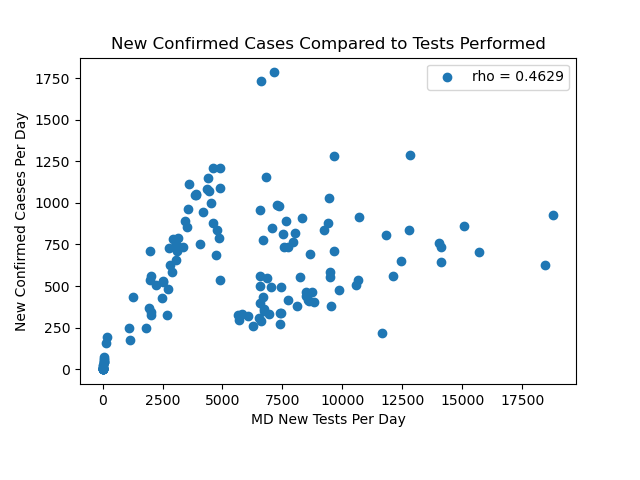 New Confirmed Cases Compared to Tests Performed
rho = 0.4629
New Confirmed Caeses Per Day
1750
1500
1250
1000
750
500
250
0
0 2500 5000 7500 10000 12500 15000 17500
MD New Tests Per Day